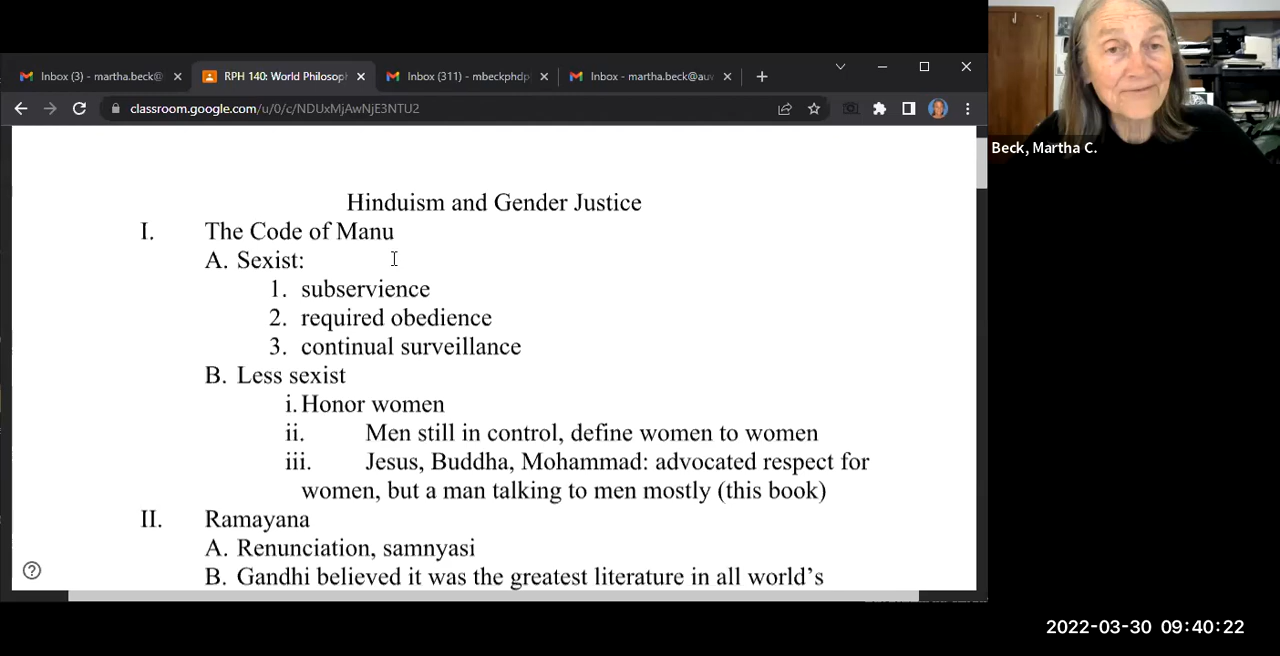 Inbox (3) - martha.beck@
RPH 140: World Philosoph
Inbox (311) - mbeckphdp
Inbox - martha.beck@au
classroom.google.com/u/0/c/NDUxMjAwNjE3NTU2
Beck, Martha C.
Hinduism and Gender Justice
I. The Code of Manu
A. Sexist:
1. subservience
2. required obedience
3. continual surveillance
B. Less sexist
i. Honor women
ii. Men still in control, define women to women
iii. Jesus, Buddha, Mohammad: advocated respect for
women, but a man talking to men mostly (this book)
II. Ramayana
A. Renunciation, samnyasi
B. Gandhi believed it was the greatest literature in all world's
2022-03-30 09:40:22